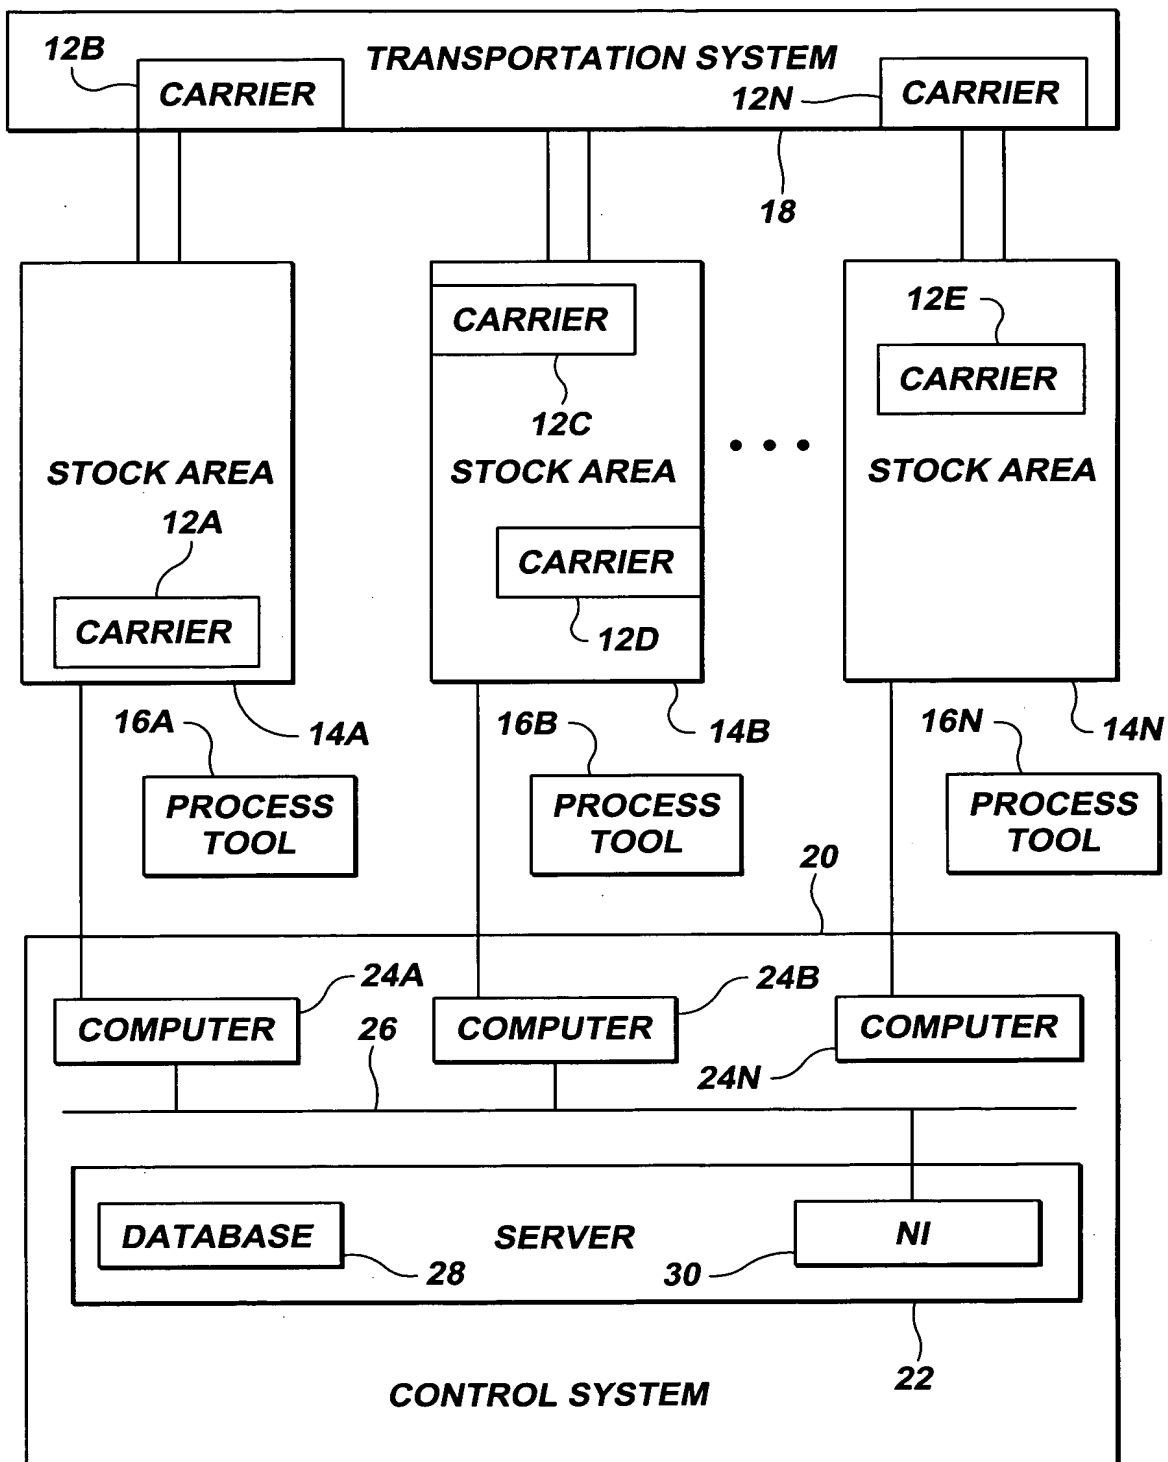 TRANSPORTATION SYSTEM
12B
CARRIER
12N
CARRIER
18
12E
CARRIER
CARRIER
12C
STOCK AREA
STOCK AREA
STOCK AREA
12A
CARRIER
12D
CARRIER
16A
14A
16B
14B
16N
14N
PROCESS
TOOL
PROCESS
TOOL
PROCESS
TOOL
20
24A
24B
COMPUTER
26
COMPUTER
COMPUTER
24N
DATABASE
28
SERVER
30
NI
22
CONTROL SYSTEM